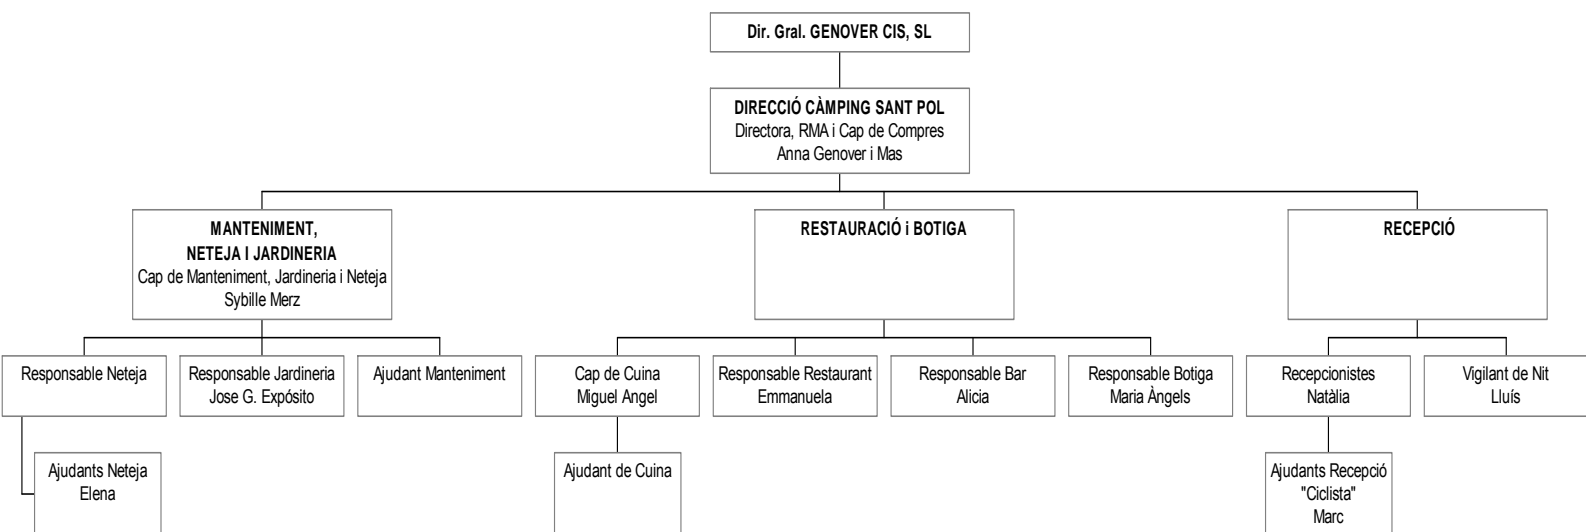 Dir. Gral. GENOVER CIS, SL
DIRECCIÓ CÀMPING SANT POL
Directora, RMA i Cap de Compres
Anna Genover i Mas
MANTENIMENT,
NETEJA I JARDINERIA
Cap de Manteniment, Jardineria i Neteja
Sybille Merz
RESTAURACIÓ i BOTIGA
RECEPCIÓ
Responsable Neteja
Responsable Jardineria
Jose G. Expósito
Ajudant Manteniment
Cap de Cuina
Miguel Angel
Responsable Restaurant
Emmanuela
Responsable Bar
Alicia
Responsable Botiga
Maria Àngels
Recepcionistes
Natàlia
Vigilant de Nit
Lluís
Ajudants Neteja
Elena
Ajudant de Cuina
Ajudants Recepció
"Ciclista"
Marc